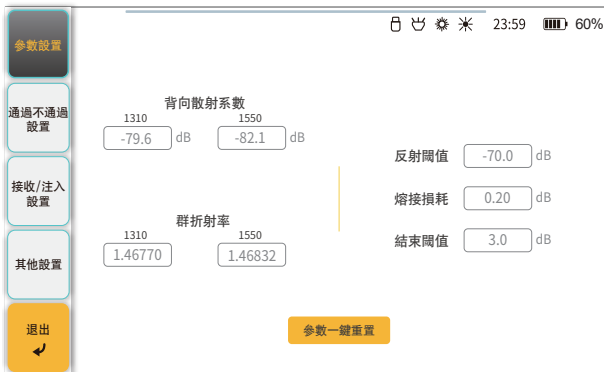 23:59 60%
參數設置
通過不通過
設置
接收/注入
設置
其他設置
退出
背向散射系數
1310 1550
-79.6 dB -82.1 dB
群折射率
1310 1550
1.46770 1.46832
反射閾值 -70.0 dB
熔接損耗 0.20 dB
結束閾值 3.0 dB
參數一鍵重置